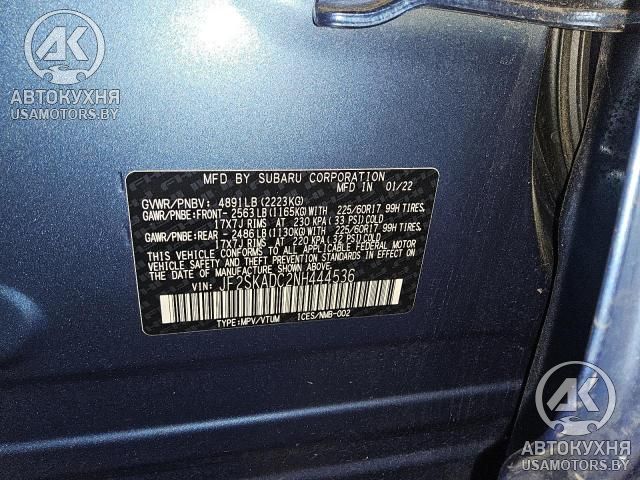 АК
АВТОКУХНЯ
USAMOTORS.BY
MFD BY SUBARU CORPORATION
MFD IN 01/22
GVWR/PNBV: 4891LB (2223KG)
GAWR/PNBE:FRONT- 2563LB (1165KG)WITH 225/60R17 99H TIRES.
17X7J RIMS AT 230 KPA(33 PSI)COLD
GAWR/PNBE:REAR - 2486LB (1130KG)WITH 225/60R17 99H TIRES.
17X7J RIMS AT 220 KPA(32 PSI)COLD
THIS VEHICLE CONFORMS TO ALL APPLICABLE FEDERAL MOTOR
VEHICLE SAFETY AND THEFT PREVENTION STANDARDS
IN EFFECT ON THE DATE OF MANUFACTURE SHOWN ABOVE.
VIN: JF2SKADC2NH444536
TYPE:MPV/VTUM ICES/NMB-002
АК
АВТОКУХНЯ
USAMOTORS.BY